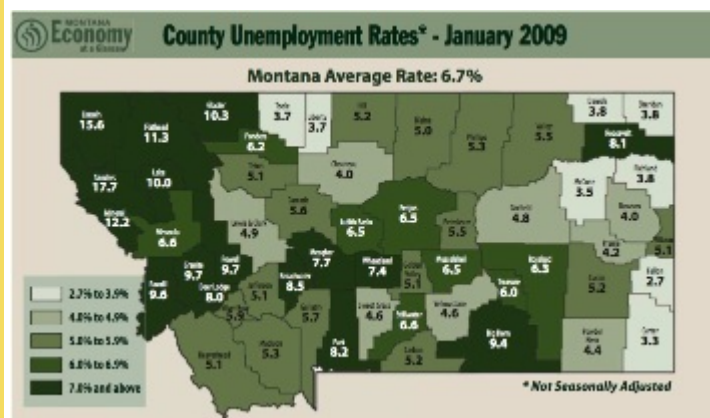 MONTANA
Economy
at a Glance
County Unemployment Rates* - January 2009
Montana Average Rate: 6.7%
Lincoln
15.6
Flathead
11.3
Glacier
10.3
Toole
3.7
Liberty
3.7
Hill
5.2
Blaine
5.0
Phillips
5.3
Valley
5.5
Daniels
3.8
Sheridan
3.8
Roosevelt
8.1
Pondera
6.2
Sanders
17.7
Lake
10.0
Teton
5.1
Chouteau
4.0
McCone
3.5
Richland
3.8
Mineral
12.2
Missoula
6.6
Lewis & Clark
4.9
Cascade
5.6
Judith Basin
6.5
Fergus
6.5
Petroleum
5.5
Garfield
4.8
Dawson
4.0
Prairie
4.2
5.1
Granite
9.7
Powell
9.7
Meagher
7.7
Wheatland
7.4
Golden
Valley
5.1
Musselshell
6.5
Rosebud
6.3
Treasure
6.0
Custer
5.2
Fallon
2.7
Ravalli
9.6
Deer Lodge
8.0
Jefferson
5.1
Broadwater
8.5
Gallatin
5.7
Sweet Grass
4.6
Stillwater
6.6
Yellowstone
4.6
Big Horn
9.4
Powder
River
4.4
Carter
3.3
Beaverhead
5.1
Madison
5.3
Park
8.2
Carbon
5.2
2.7% to 3.9%
4.0% to 4.9%
5.0% to 5.9%
6.0% to 6.9%
7.0% and above
* Not Seasonally Adjusted